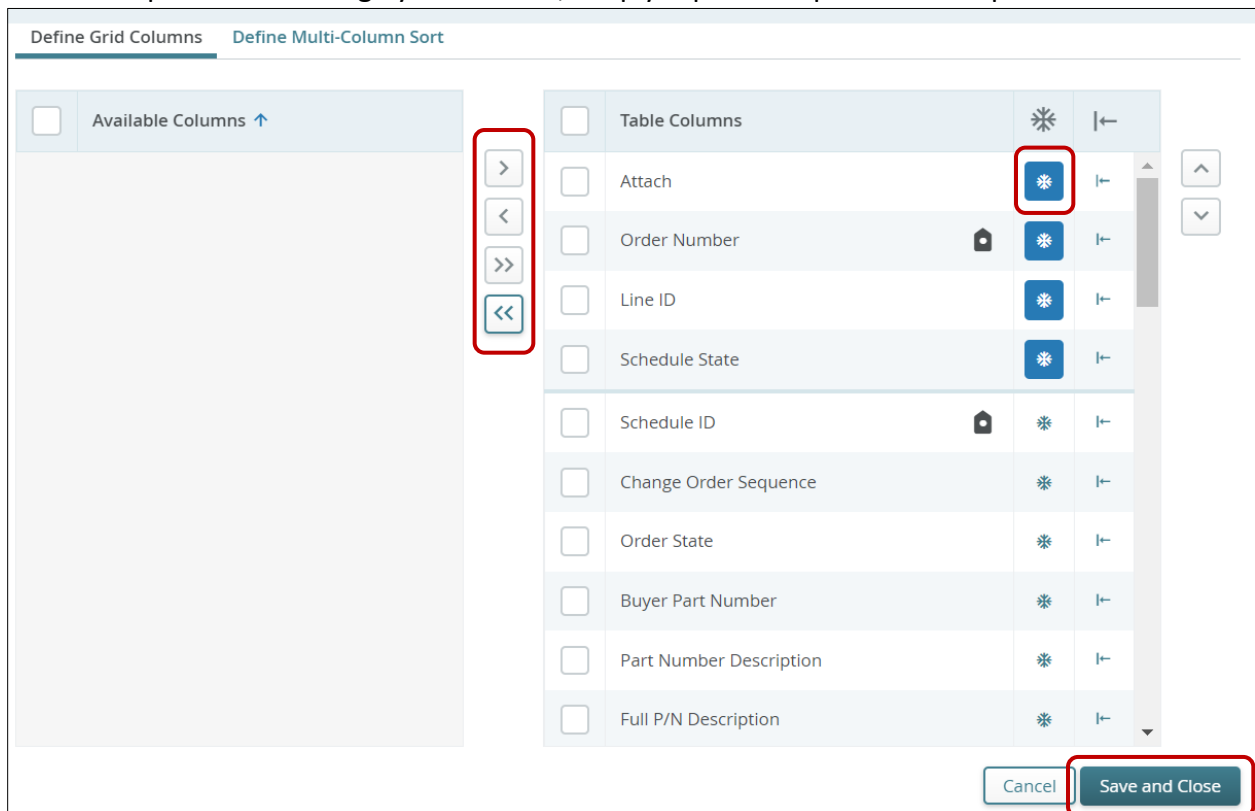 Define Grid Columns Define Multi-Column Sort
Available Columns ↑
Table Columns
Attach
Order Number
Line ID
Schedule State
Schedule ID
Change Order Sequence
Order State
Buyer Part Number
Part Number Description
Full P/N Description
Cancel Save and Close